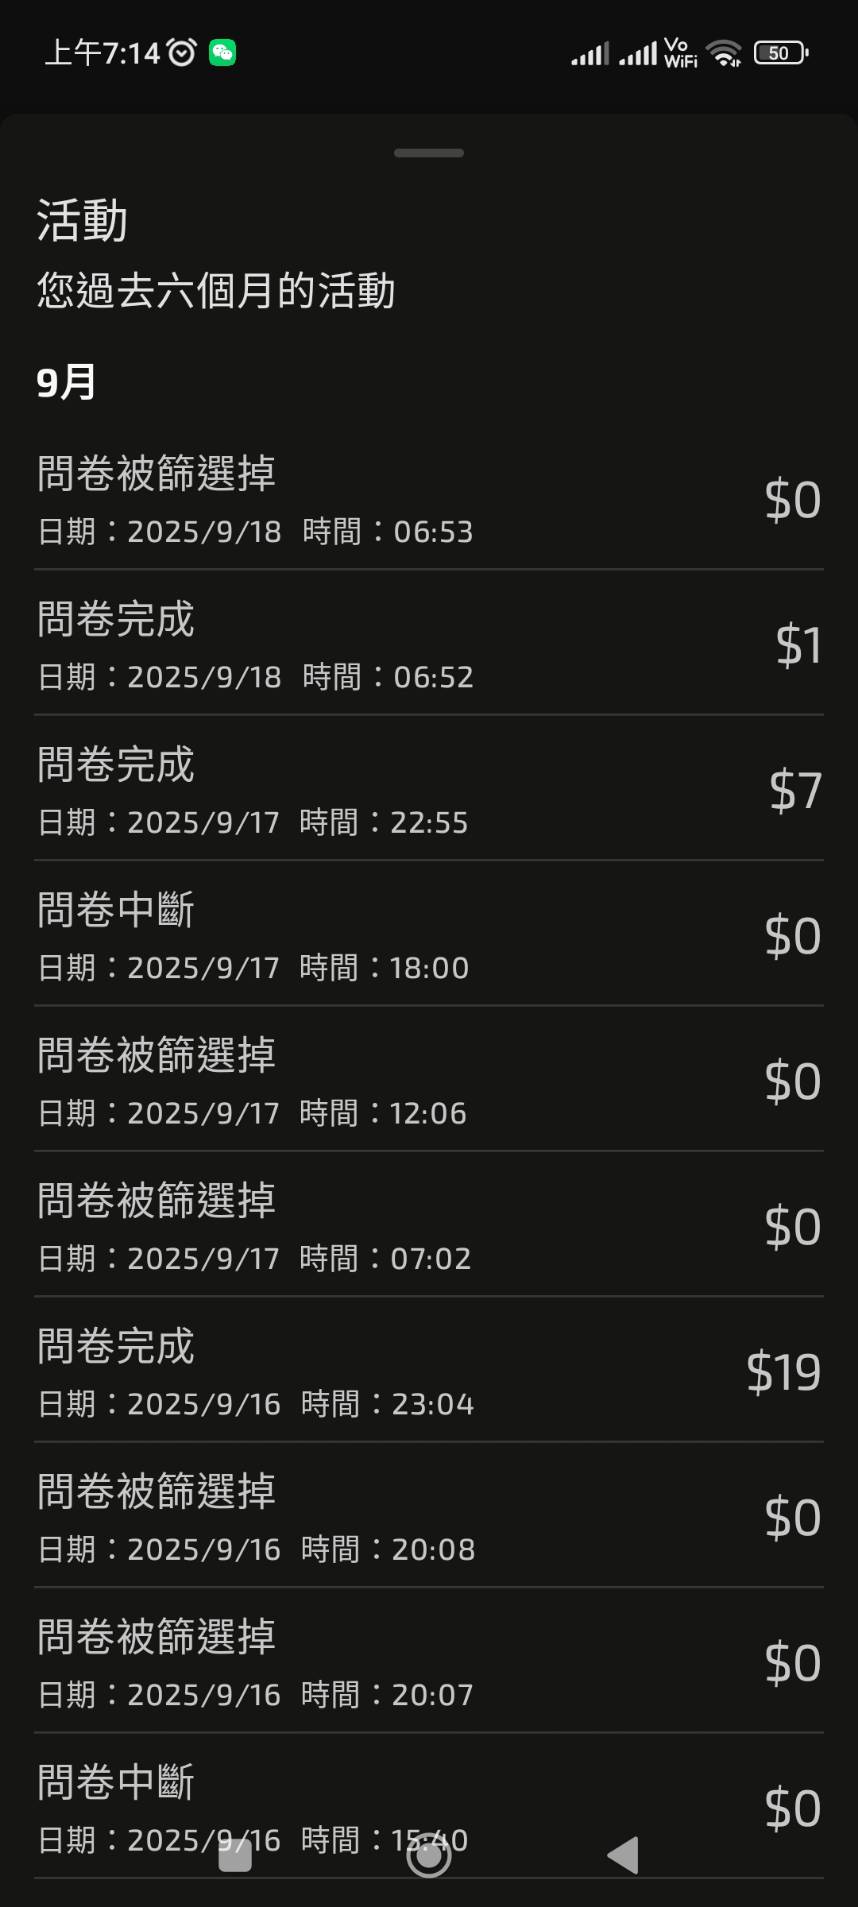 上午7:14
Vo
WiFi
50
活動
您過去六個月的活動
9月
問卷被篩選掉
$0
日期：2025/9/18 時間：06:53
問卷完成
$1
日期：2025/9/18 時間：06:52
問卷完成
$7
日期：2025/9/17 時間：22:55
問卷中斷
$0
日期：2025/9/17 時間：18:00
問卷被篩選掉
$0
日期：2025/9/17 時間：12:06
問卷被篩選掉
$0
日期：2025/9/17 時間：07:02
問卷完成
$19
日期：2025/9/16 時間：23:04
問卷被篩選掉
$0
日期：2025/9/16 時間：20:08
問卷被篩選掉
$0
日期：2025/9/16 時間：20:07
問卷中斷
$0
日期：2025/9/16 時間：15:40